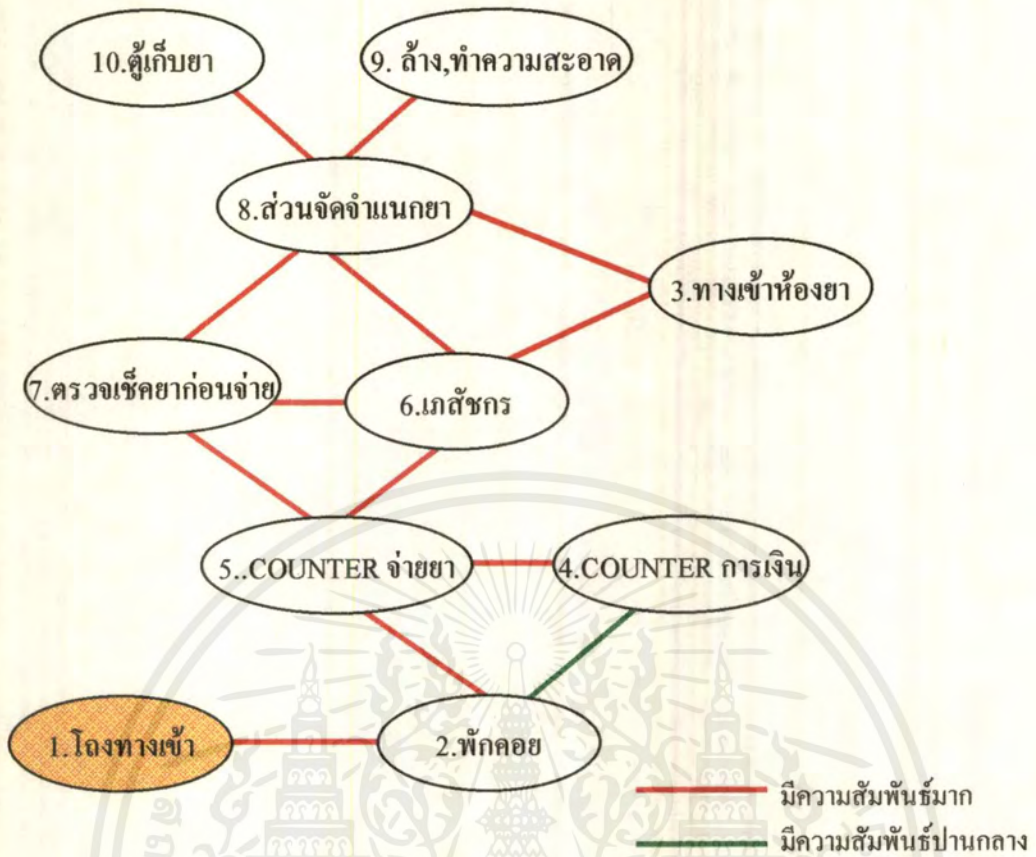 10.ตู้เก็บยา
9. ล้าง,ทำความสะอาด
8.ส่วนจัดจำแนกยา
3.ทางเข้าห้องยา
7.ตรวจเช็คยาก่อนจ่าย
6.เภสัชกร
5..COUNTER จ่ายยา
4.COUNTER การเงิน
1.โถงทางเข้า
2.พักคอย
มีความสัมพันธ์มาก
มีความสัมพันธ์ปานกลาง